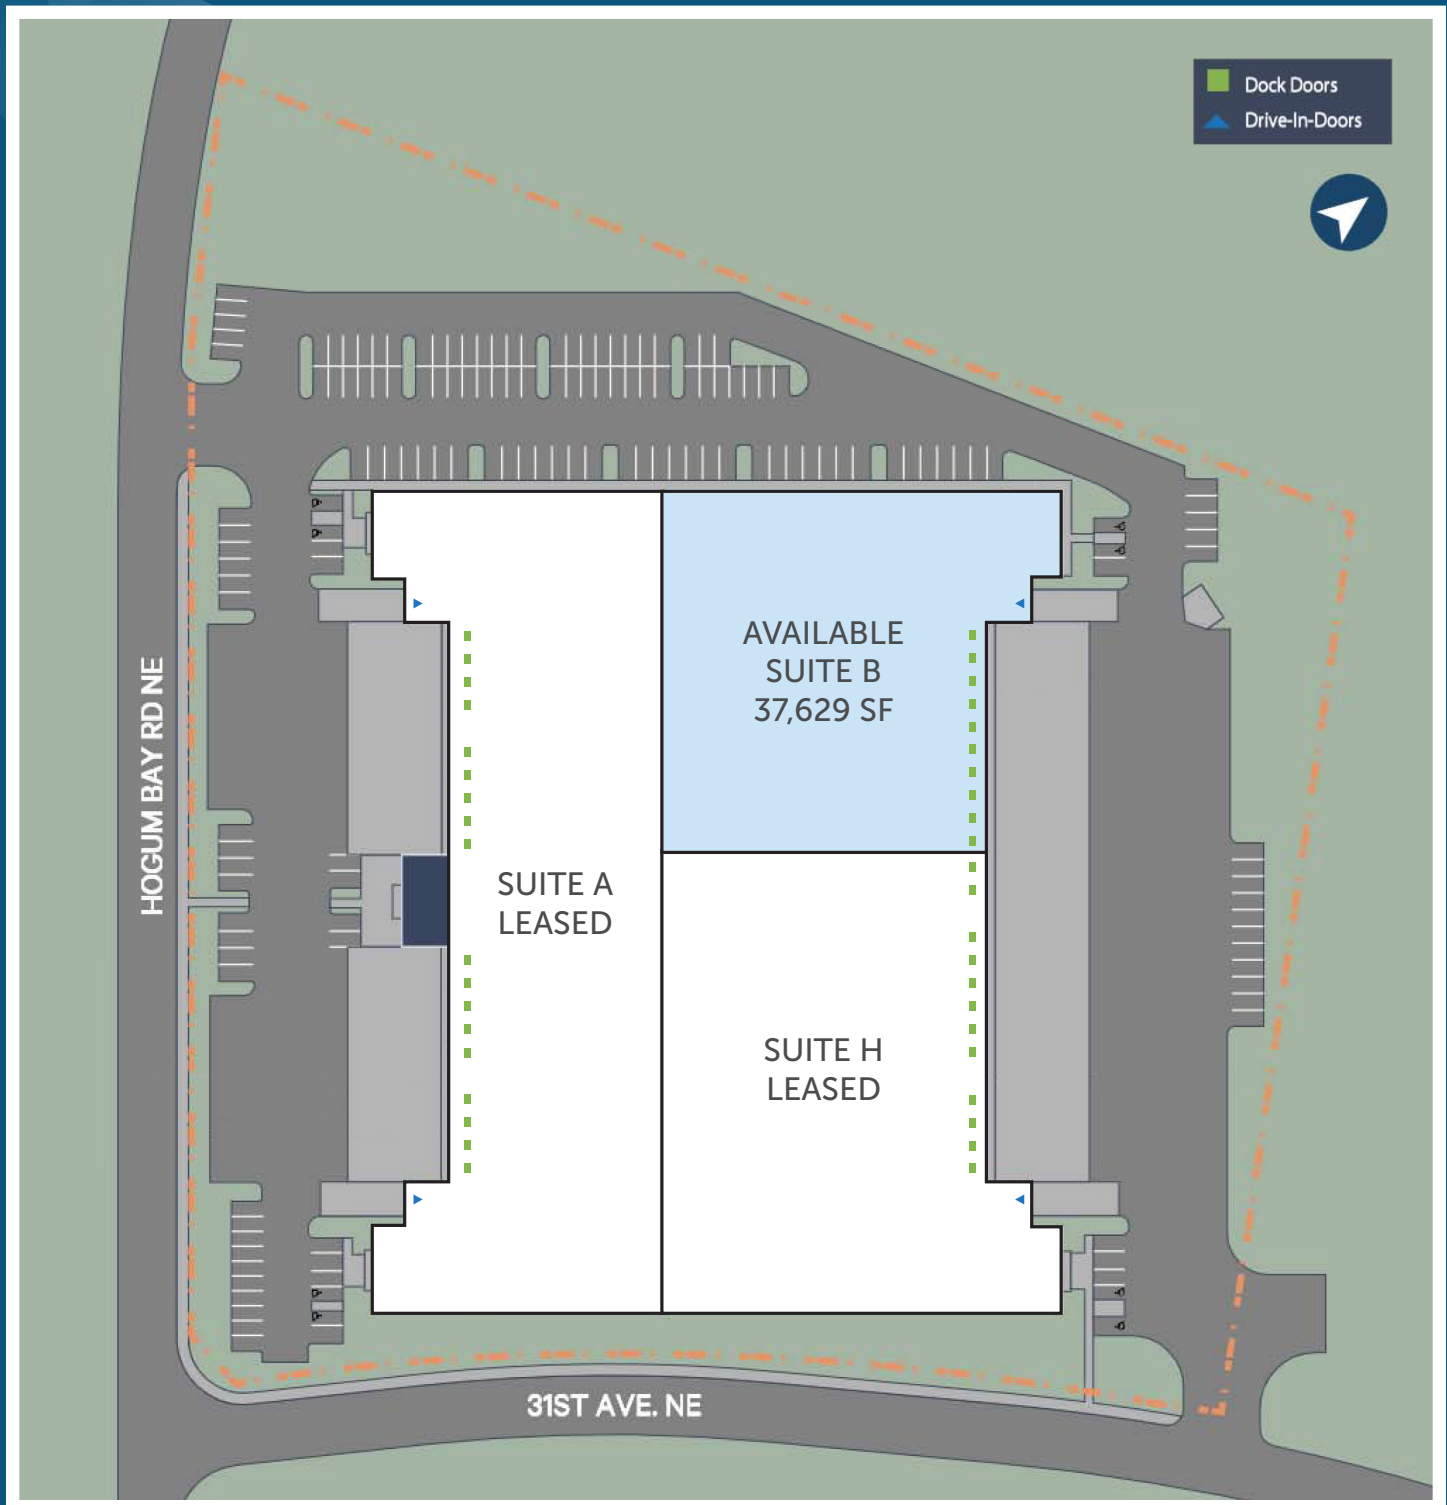 Dock Doors
Drive-In-Doors
AVAILABLE
SUITE B
37,629 SF
HOGUM BAY RD NE
SUITE A
LEASED
SUITE H
LEASED
31ST AVE. NE